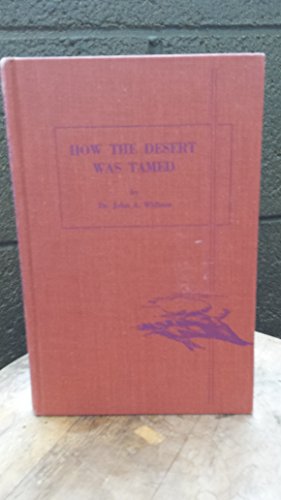 HOW THE DESERT
WAS TAMED
by
Dr. John A. Widtsoe